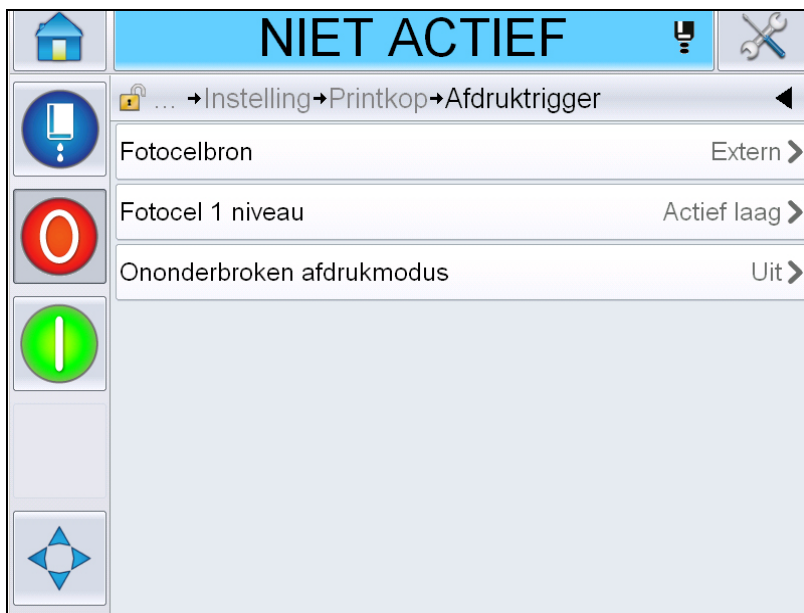 NIET ACTIEF
... →Instelling→Printkop→Afdruktrigger
Fotocelbron Extern
Fotocel 1 niveau Actief laag
Ononderbroken afdrukmodus Uit